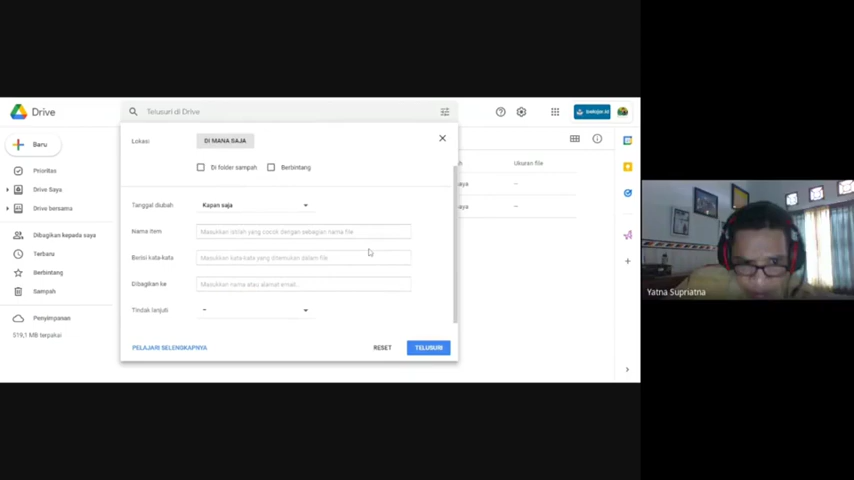 Drive
Telusuri di Drive
Baru
Prioritas
Drive Saya
Drive bersama
Dibagikan kepada saya
Terbaru
Berbintang
Sampah
Penyimpanan
519,1 MB terpakai
Lokasi:
DI MANA SAJA
Di folder sampah
Berbintang
Tanggal diubah
Kapan saja
Nama item
Masukkan istilah yang cocok dengan sebagian nama file
Berisi kata-kata
Masukkan kata-kata yang ditemukan dalam file
Dibagikan ke
Masukkan nama atau alamat email...
Tindak lanjuti
–
PELAJARI SELENGKAPNYA
RESET
TELUSURI
Ukuran file
aya
–
aya
–
Yatna Supriatna